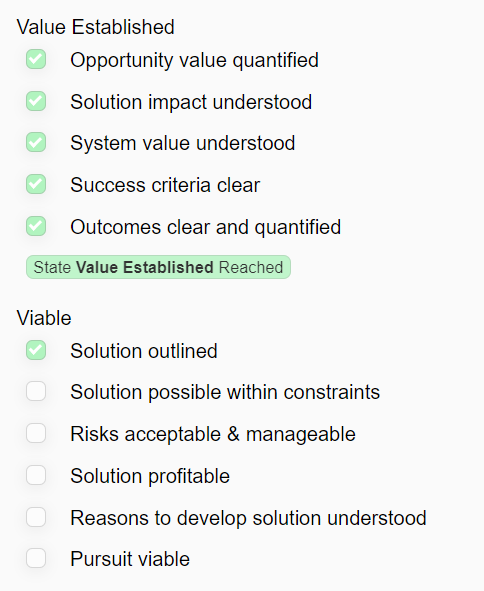 Value Established
Opportunity value quantified
Solution impact understood
System value understood
Success criteria clear
Outcomes clear and quantified
State Value Established Reached
Viable
Solution outlined
Solution possible within constraints
Risks acceptable & manageable
Solution profitable
Reasons to develop solution understood
Pursuit viable